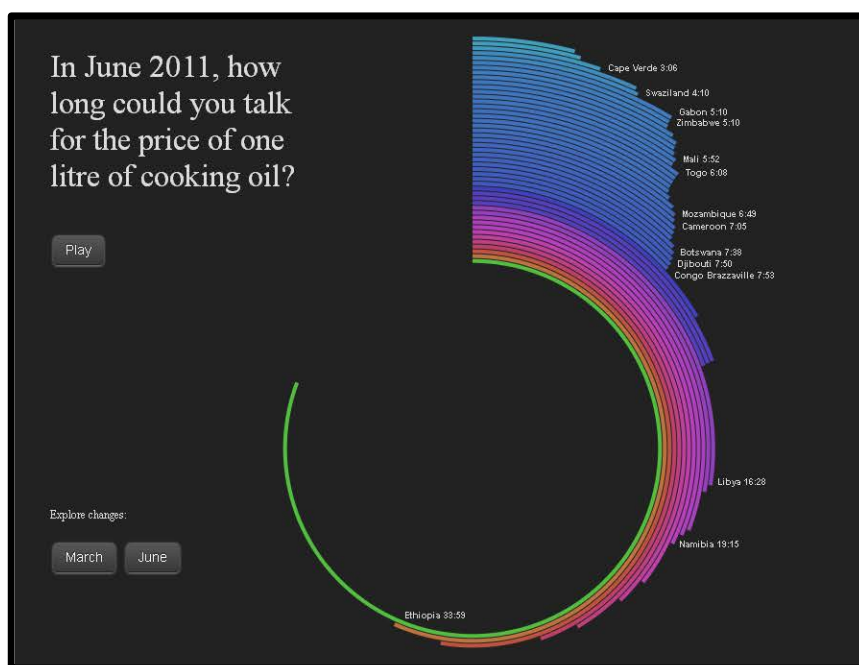 In June 2011, how
long could you talk
for the price of one
litre of cooking oil?
Play
Explore changes:
March
June
Cape Verde 3:06
Swaziland 4:10
Gabon 5:10
Zimbabwe 5:10
Mali 5:52
Togo 6:08
Mozambique 6:49
Cameroon 7:05
Botswana 7:38
Djibouti 7:50
Congo Brazzaville 7:53
Libya 16:28
Namibia 19:15
Ethiopia 33:59